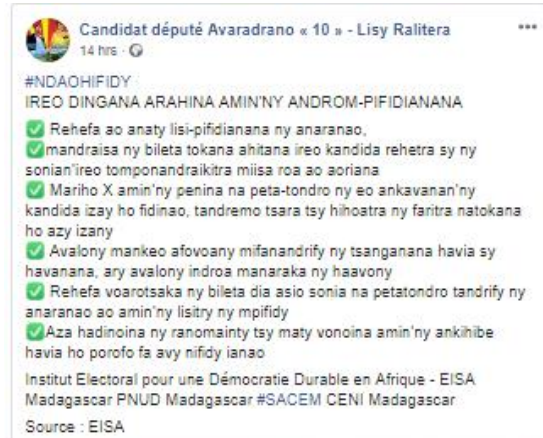 Candidat député Avaradrano « 10 » - Lisy Ralitera
14 hrs ·
#NDAOHIFIDY
IREO DINGANA ARAHINA AMIN'NY ANDROM-PIFIDIANANA
✅ Rehefa ao anaty lisi-pifidianana ny anaranao,
✅mandraisa ny bileta tokana ahitana ireo kandida rehetra sy ny
sonian'ireo tomponandraikitra miisa roa ao aoriana
✅ Mariho X amin'ny penina na peta-tondro ny eo ankavanan'ny
kandida izay ho fidinao, tandremo tsara tsy hihoatra ny faritra natokana
ho azy izany
✅ Avalony mankeo afovoany mifanandrify ny tsanganana havia sy
havanana, ary avalony indroa manaraka ny haavony
✅ Rehefa voarotsaka ny bileta dia asio sonia na petatondro tandrify ny
anaranao ao amin'ny lisitry ny mpifidy
✅Aza hadinoina ny ranomainty tsy maty vonoina amin'ny ankihibe
havia ho porofo fa avy nifidy ianao
Institut Electoral pour une Démocratie Durable en Afrique - EISA
Madagascar PNUD Madagascar #SACEM CENI Madagascar
Source : EISA